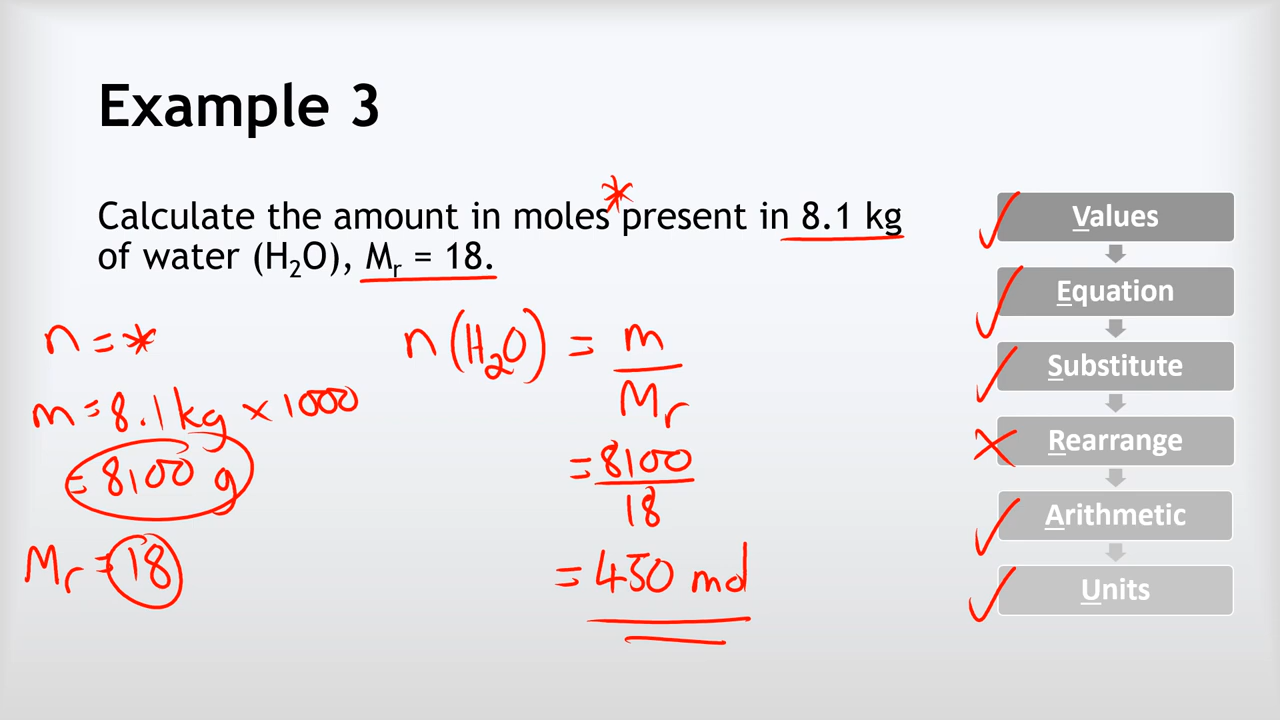 Example 3
Calculate the amount in moles* present in 8.1 kg
of water (H₂O), Mᵣ = 18.
n = *
m = 8.1 kg × 1000
= 8100 g
Mᵣ = 18
n (H₂O) = m
Mᵣ
= 8100
18
= 450 mol
Values
Equation
Substitute
Rearrange
Arithmetic
Units